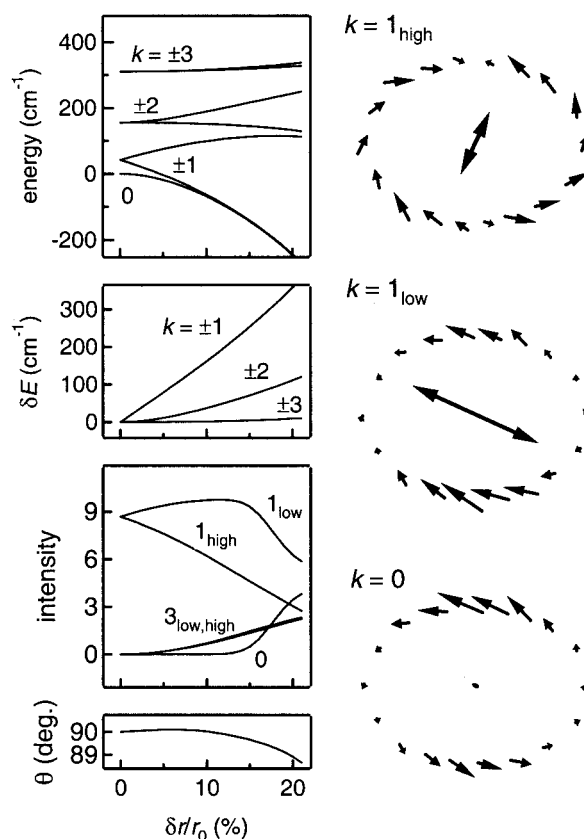 energy (cm⁻¹)
400
200
0
-200
k = ±3
±2
±1
0
δE (cm⁻¹)
300
200
100
0
k = ±1
±2
±3
intensity
9
6
3
0
1low
1high
3low,high
0
θ (deg.)
90
89
0 10 20
δr/r₀ (%)
k = 1high
k = 1low
k = 0